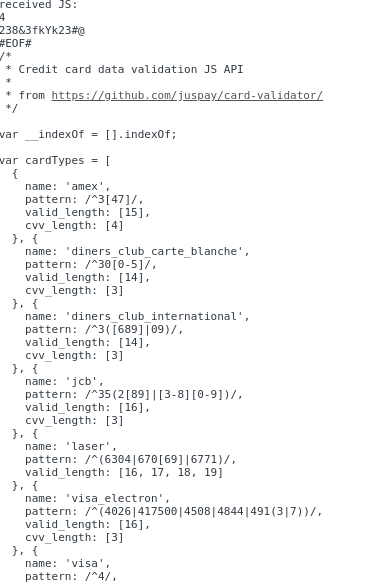 received JS:
4
238&3fkYk23#@
#EOF#
/*
 * Credit card data validation JS API
 *
 * from https://github.com/juspay/card-validator/
 */

var __indexOf = [].indexOf;

var cardTypes = [
  {
    name: 'amex',
    pattern: /^3[47]/,
    valid_length: [15],
    cvv_length: [4]
  }, {
    name: 'diners_club_carte_blanche',
    pattern: /^30[0-5]/,
    valid_length: [14],
    cvv_length: [3]
  }, {
    name: 'diners_club_international',
    pattern: /^3([689]|09)/,
    valid_length: [14],
    cvv_length: [3]
  }, {
    name: 'jcb',
    pattern: /^35(2[89]|[3-8][0-9])/,
    valid_length: [16],
    cvv_length: [3]
  }, {
    name: 'laser',
    pattern: /^(6304|670[69]|6771)/,
    valid_length: [16, 17, 18, 19]
  }, {
    name: 'visa_electron',
    pattern: /^(4026|417500|4508|4844|491(3|7))/,
    valid_length: [16],
    cvv_length: [3]
  }, {
    name: 'visa',
    pattern: /^4/,